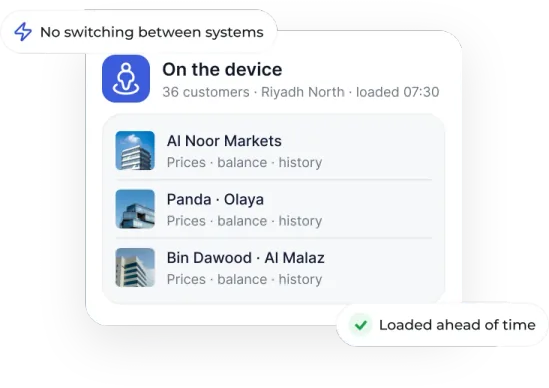 No switching between systems
On the device
36 customers · Riyadh North · loaded 07:30
Al Noor Markets
Prices · balance · history
Panda · Olaya
Prices · balance · history
Bin Dawood · Al Malaz
Prices · balance · history
Loaded ahead of time